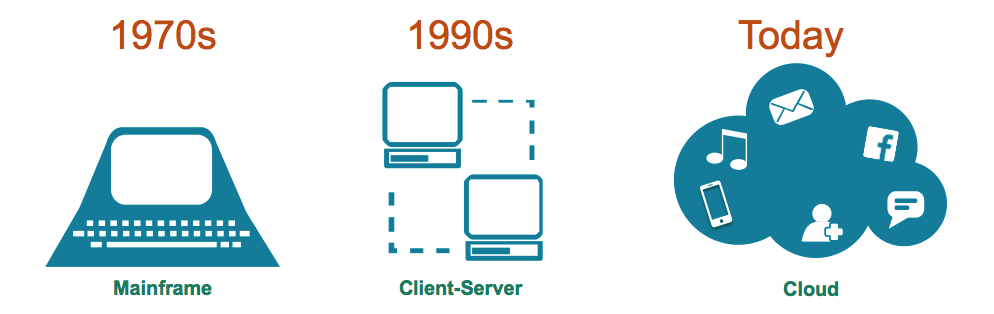 1970s
1990s
Today
f
Mainframe
Client-Server
Cloud